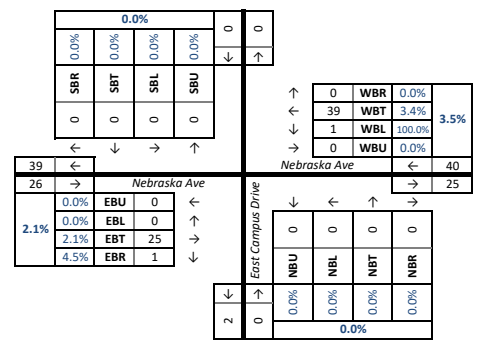 0.0%
0 0
0.0% 0.0% 0.0% 0.0%
↓ ↑
SBR SBT SBL SBU
0 0 0 0
← ↓ → ↑
↑ 0 WBR 0.0%
← 39 WBT 3.4%
↓ 1 WBL 100.0%
→ 0 WBU 0.0%
3.5%
39 ←
Nebraska Ave ← 40
26 → Nebraska Ave
→ 25
2.1%
0.0% EBU 0 ←
0.0% EBL 0 ↑
2.1% EBT 25 →
4.5% EBR 1 ↓
East Campus Drive
↓ ← ↑ →
0 0 0 0
NBU NBL NBT NBR
0.0% 0.0% 0.0% 0.0%
↓ ↑
2 0
0.0%